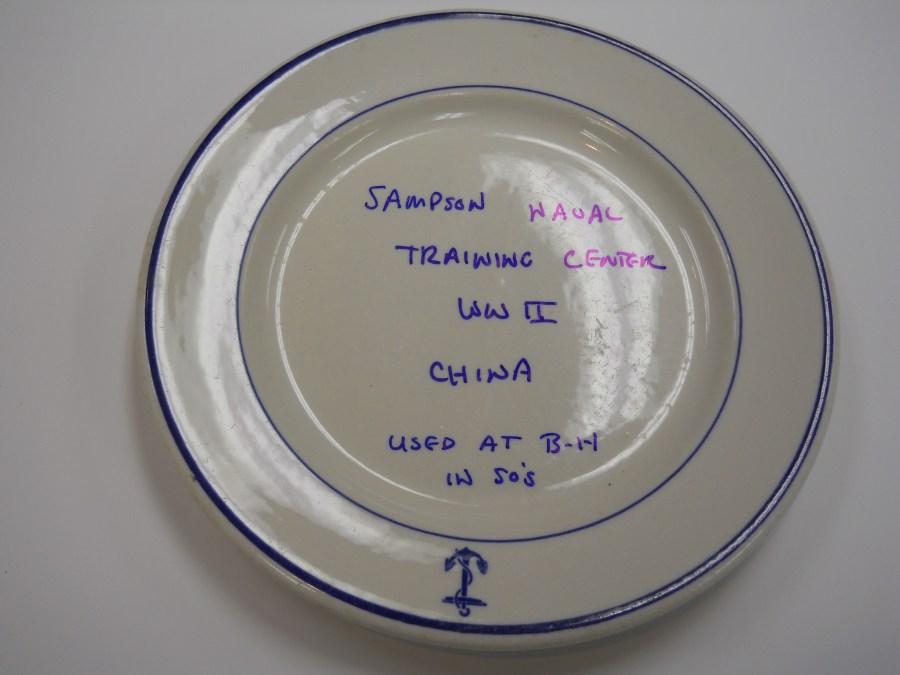 SAMPSON NAVAL
TRAINING CENTER
WW II
CHINA
USED AT B-H
IN 50's